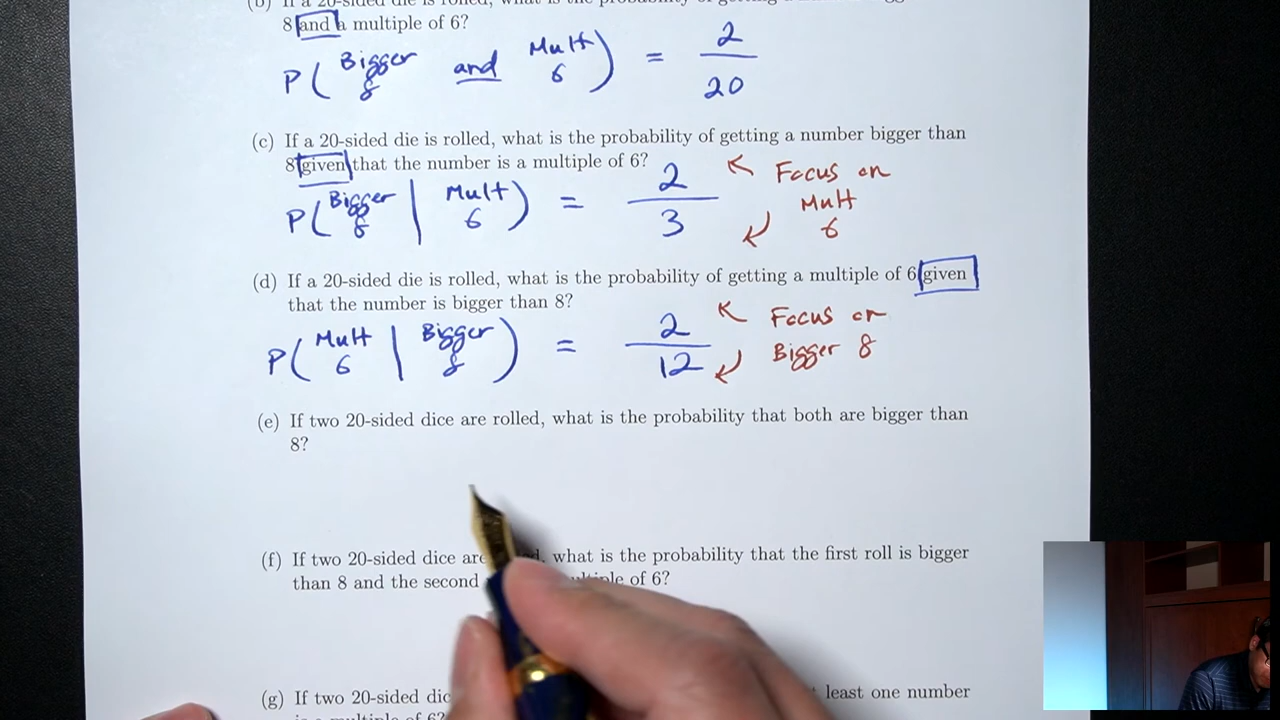 8 and a multiple of 6?
P( Bigger 8 and Mult 6 ) = 2/20
(c) If a 20-sided die is rolled, what is the probability of getting a number bigger than
8 given that the number is a multiple of 6?
P( Bigger 8 | Mult 6 ) = 2/3
Focus on
Mult
6
(d) If a 20-sided die is rolled, what is the probability of getting a multiple of 6 given
that the number is bigger than 8?
P( Mult 6 | Bigger 8 ) = 2/12
Focus on
Bigger 8
(e) If two 20-sided dice are rolled, what is the probability that both are bigger than
8?
(f) If two 20-sided dice are what is the probability that the first roll is bigger
than 8 and the second of 6?
(g) If two 20-sided least one number